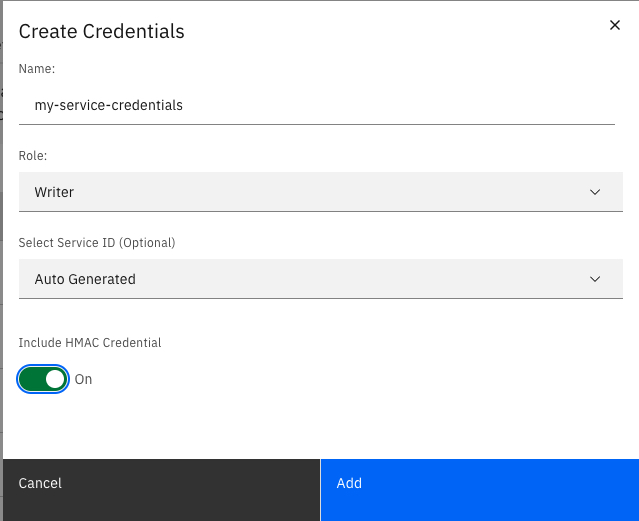 Create Credentials
Name:
my-service-credentials
Role:
Writer
Select Service ID (Optional)
Auto Generated
Include HMAC Credential
On
Cancel
Add